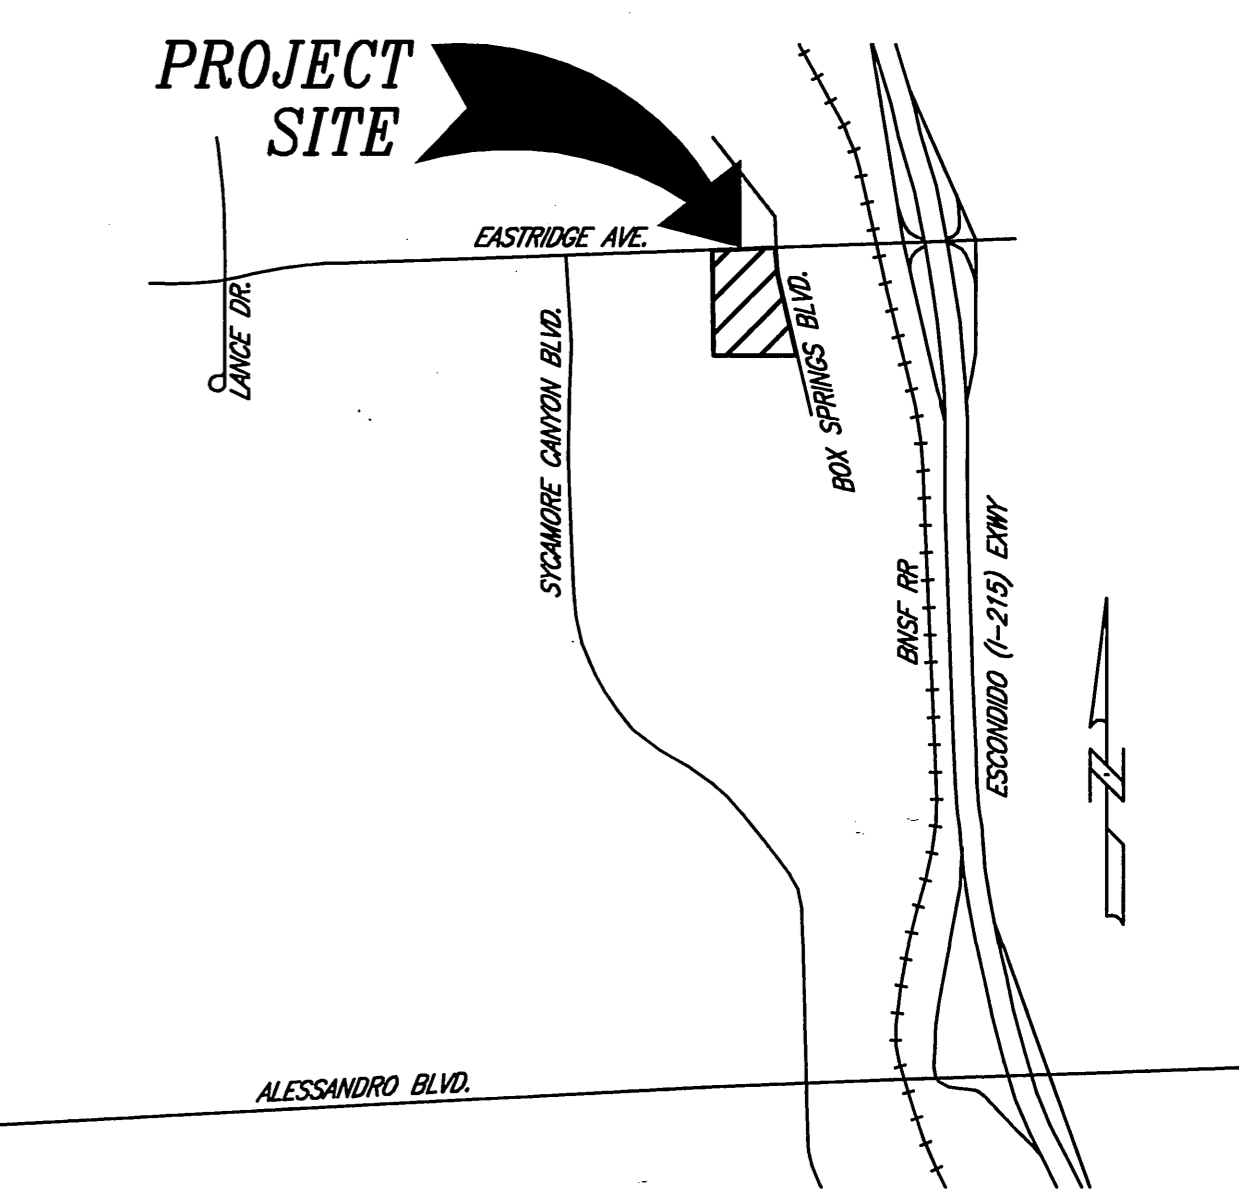 PROJECT
SITE
EASTRIDGE AVE.
LANCE DR.
SYCAMORE CANYON BLVD.
BOX SPRINGS BLVD.
BNSF RR
ESCONDIDO (I-215) EXWY
N
ALESSANDRO BLVD.